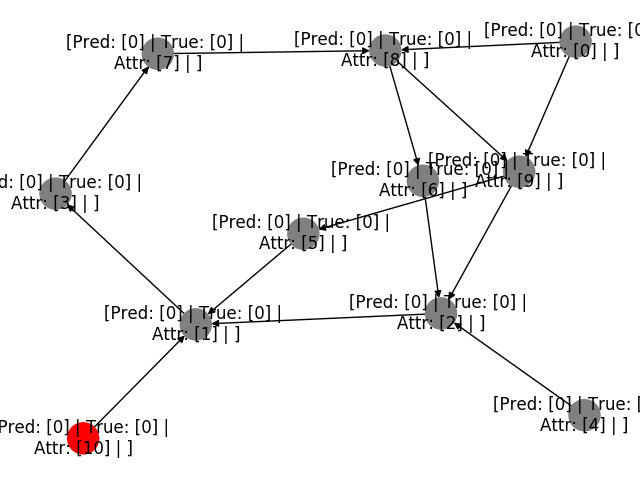 [Pred: [0] | True: [0] |
Attr: [7] | ]
[Pred: [0] | True: [0] |
Attr: [8] | ]
[Pred: [0] | True: [0
Attr: [0] | ]
d: [0] | True: [0] |
Attr: [3] | ]
[Pred: [0] | True: [0] |
Attr: [6] | ]
[Pred: [0] | True: [0] |
Attr: [9] | ]
[Pred: [0] | True: [0] |
Attr: [5] | ]
[Pred: [0] | True: [0] |
Attr: [1] | ]
[Pred: [0] | True: [0] |
Attr: [2] | ]
[Pred: [0] | True: [
Attr: [4] | ]
Pred: [0] | True: [0] |
Attr: [10] | ]